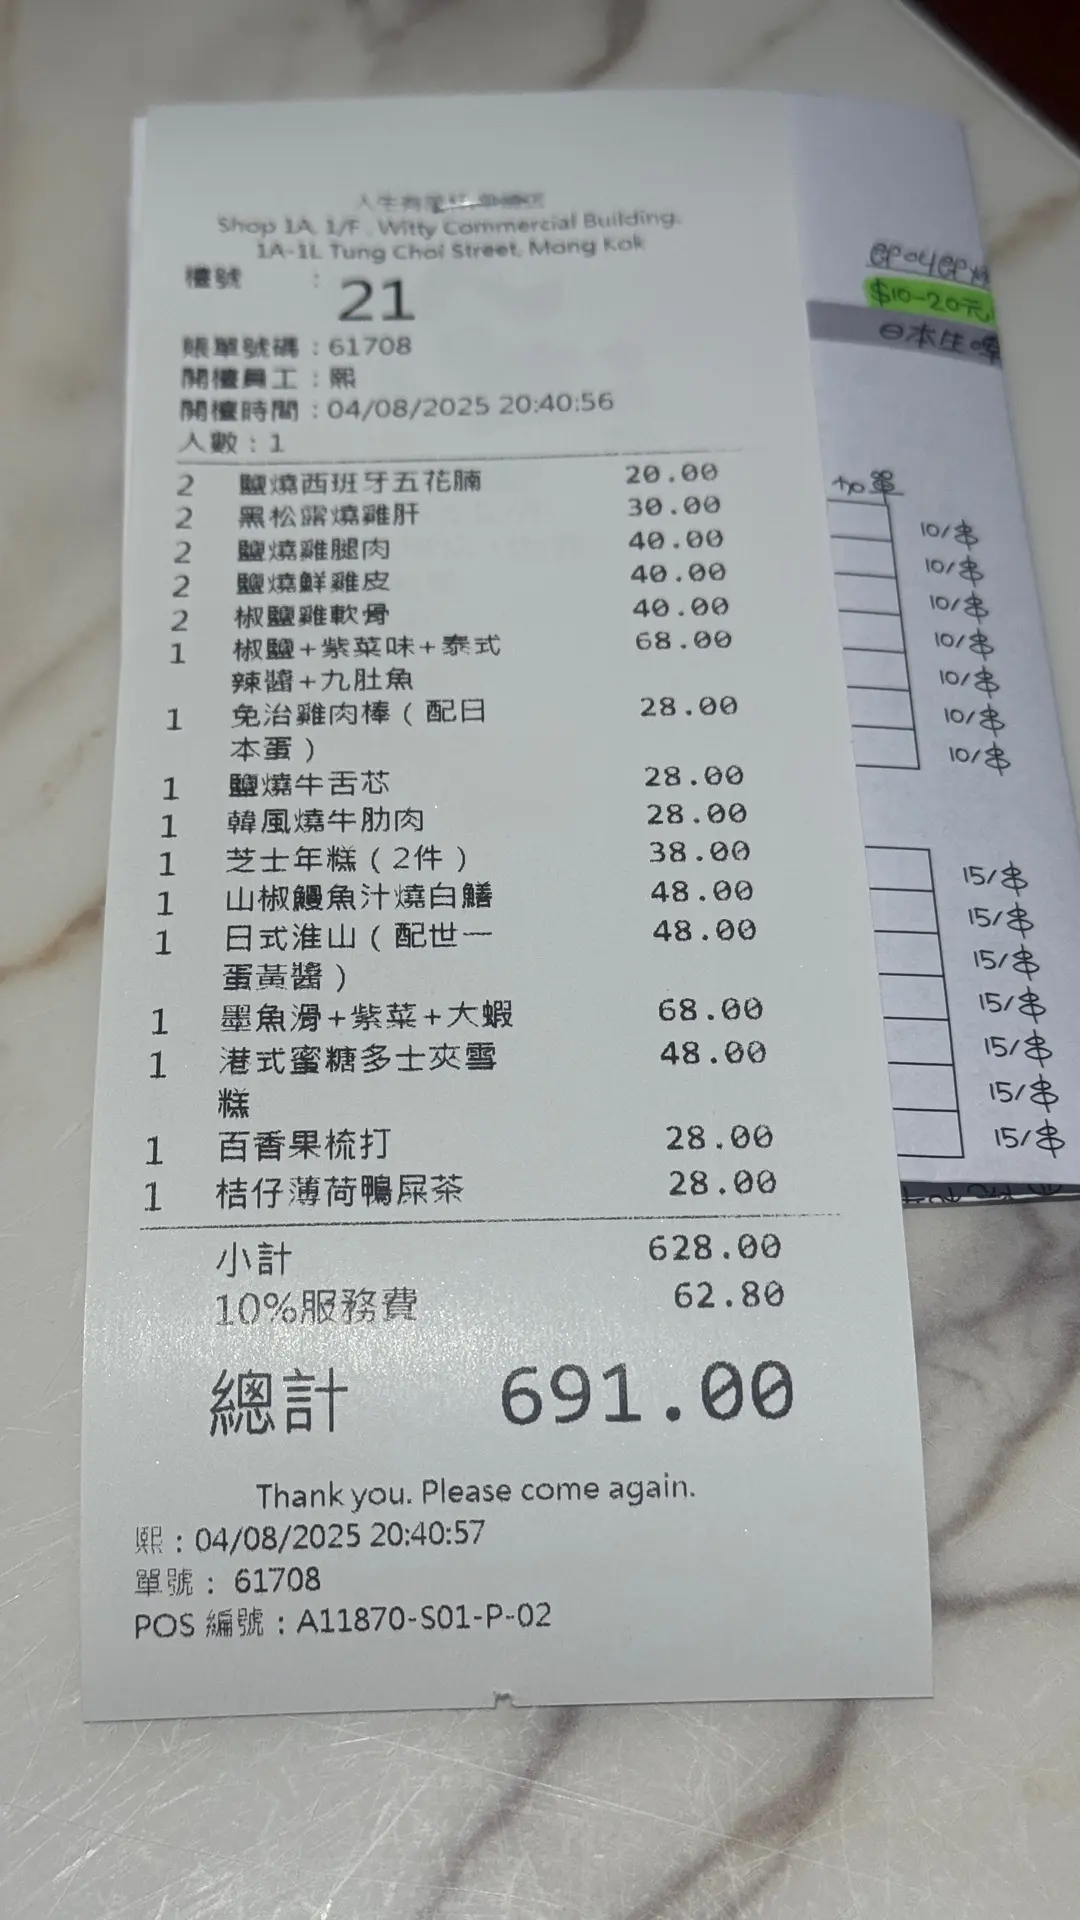 Shop 1A, 1/F., Witty Commercial Building,
1A-1L Tung Choi Street, Mong Kok
檯號 : 21
賬單號碼 : 61708
開檯員工 : 熙
開檯時間 : 04/08/2025 20:40:56
人數 : 1
2 鹽燒西班牙五花腩 20.00
2 黑松露燒雞肝 30.00
2 鹽燒雞腿肉 40.00
2 鹽燒鮮雞皮 40.00
2 椒鹽雞軟骨 40.00
1 椒鹽+紫菜味+泰式 68.00
辣醬+九肚魚
1 免治雞肉棒（配日 28.00
本蛋）
1 鹽燒牛舌芯 28.00
1 韓風燒牛肋肉 28.00
1 芝士年糕（2件） 38.00
1 山椒鰻魚汁燒白鱔 48.00
1 日式淮山（配世一 48.00
蛋黃醬）
1 墨魚滑+紫菜+大蝦 68.00
1 港式蜜糖多士夾雪 48.00
糕
1 百香果梳打 28.00
1 桔仔薄荷鴨屎茶 28.00
小計 628.00
10%服務費 62.80
總計 691.00
Thank you. Please come again.
熙 : 04/08/2025 20:40:57
單號 : 61708
POS 編號 : A11870-S01-P-02
$10-20元
日本生啤
加單
10/串
10/串
10/串
10/串
10/串
10/串
10/串
15/串
15/串
15/串
15/串
15/串
15/串
15/串